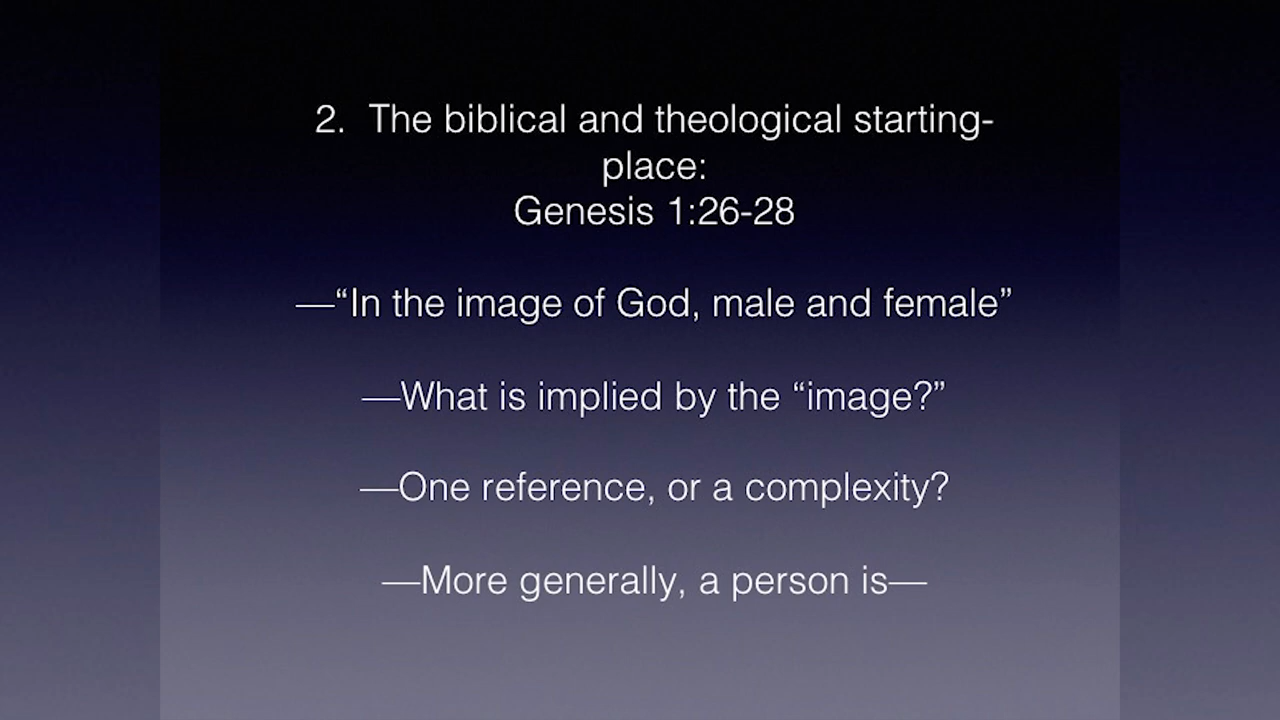 2.  The biblical and theological starting-
place:
Genesis 1:26-28
—“In the image of God, male and female”
—What is implied by the “image?”
—One reference, or a complexity?
—More generally, a person is—